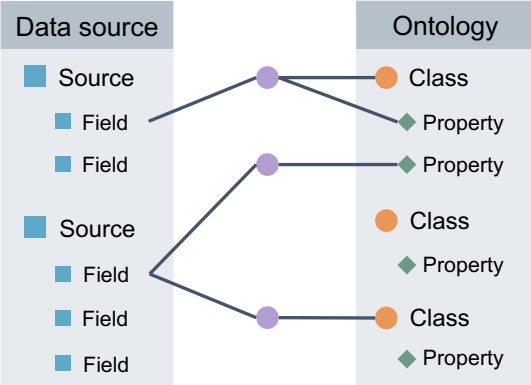 Data source
Source
Field
Field
Source
Field
Field
Field
Ontology
Class
Property
Property
Class
Property
Class
Property